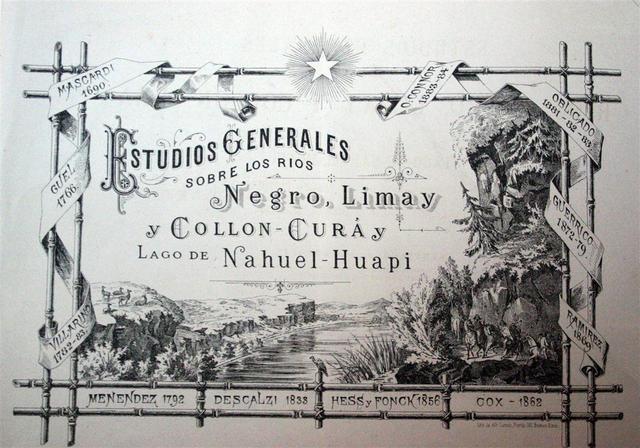 MASCARDI
1690
O.CONNOR
1883-84
OBLIGADO
1881-82-83
ESTUDIOS GENERALES
SOBRE LOS RIOS
Negro, Limay
y COLLON-CURÁ y
LAGO DE Nahuel-Huapi
GUEL
1766
GUERRICO
1872-79
VILLARINO
1782-83
RAMIREZ
MENENDEZ 1792
DESCALZI 1833
HESS y FONCK 1856
COX - 1862